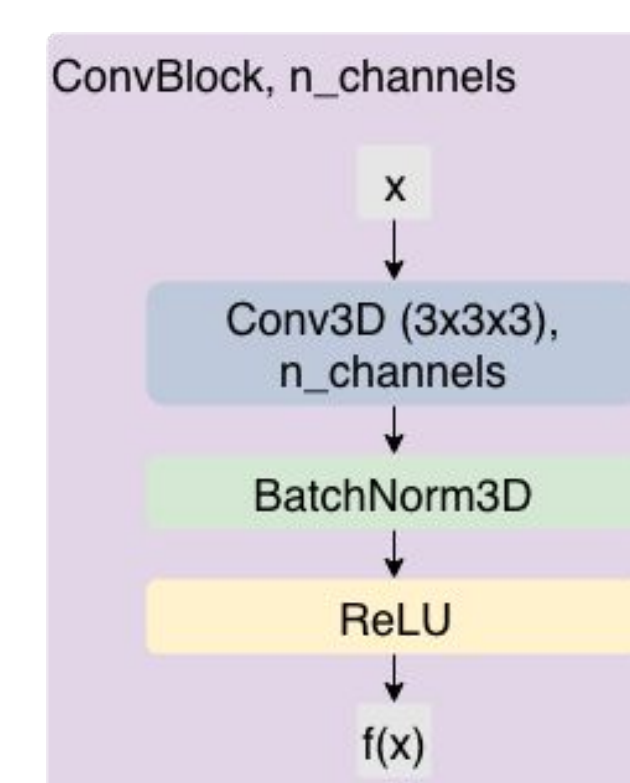 ConvBlock, n_channels
x
Conv3D (3x3x3),
n_channels
BatchNorm3D
ReLU
f(x)